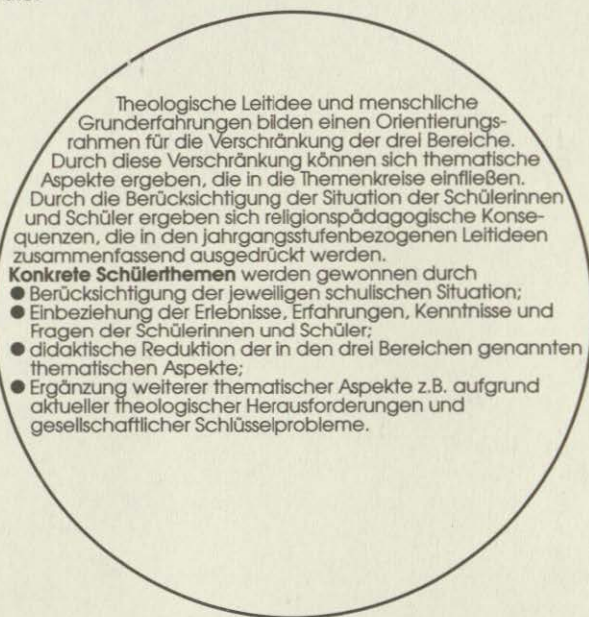 Theologische Leitidee und menschliche
Grunderfahrungen bilden einen Orientierungs-
rahmen für die Verschränkung der drei Bereiche.
Durch diese Verschränkung können sich thematische
Aspekte ergeben, die in die Themenkreise einfließen.
Durch die Berücksichtigung der Situation der Schülerinnen
und Schüler ergeben sich religionspädagogische Konse-
quenzen, die in den jahrgangsstufenbezogenen Leitideen
zusammenfassend ausgedrückt werden.
Konkrete Schülerthemen werden gewonnen durch
● Berücksichtigung der jeweiligen schulischen Situation;
● Einbeziehung der Erlebnisse, Erfahrungen, Kenntnisse und
Fragen der Schülerinnen und Schüler;
● didaktische Reduktion der in den drei Bereichen genannten
thematischen Aspekte;
● Ergänzung weiterer thematischer Aspekte z.B. aufgrund
aktueller theologischer Herausforderungen und
gesellschaftlicher Schlüsselprobleme.